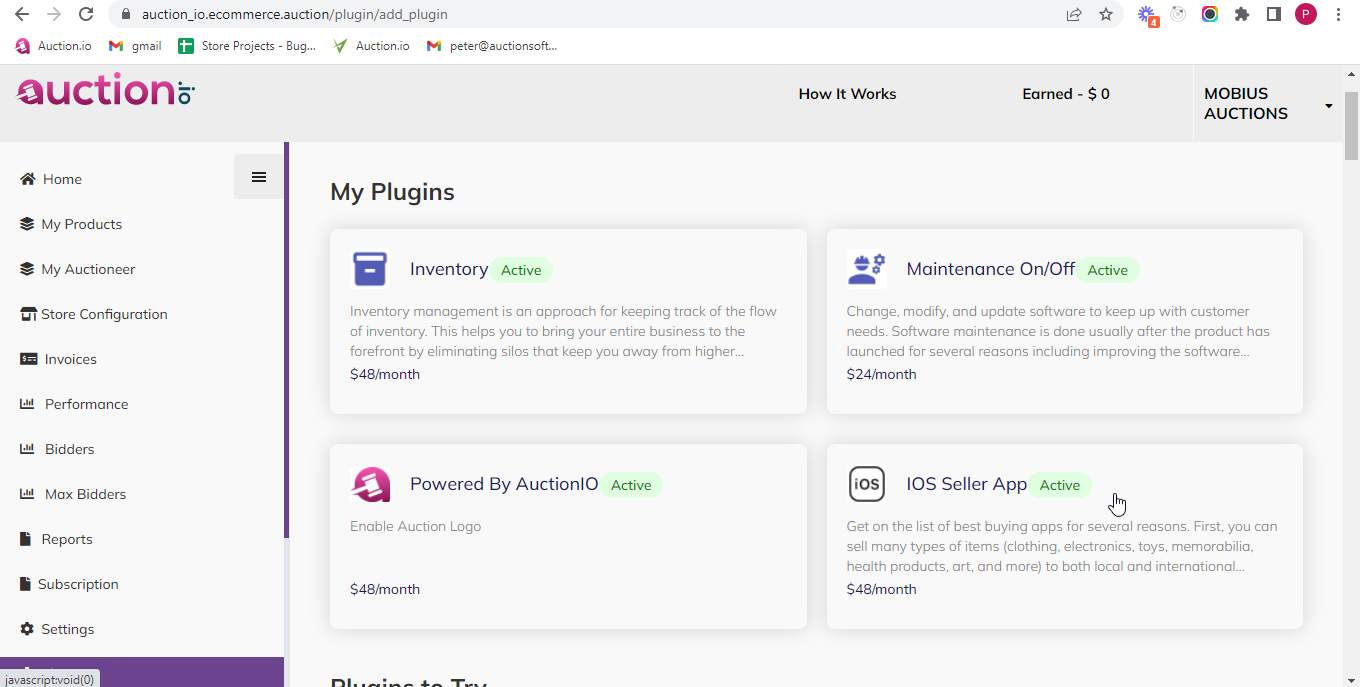 auction_io.ecommerce.auction/plugin/add_plugin
4
P
Auction.io
gmail
Store Projects - Bug...
Auction.io
peter@auctionsoft...
auction io
How It Works
Earned - $ 0
MOBIUS
AUCTIONS
Home
My Products
My Auctioneer
Store Configuration
Invoices
Performance
Bidders
Max Bidders
Reports
Subscription
Settings
javascript:void(0)
My Plugins
Inventory Active
Inventory management is an approach for keeping track of the flow
of inventory. This helps you to bring your entire business to the
forefront by eliminating silos that keep you away from higher...
$48/month
Maintenance On/Off Active
Change, modify, and update software to keep up with customer
needs. Software maintenance is done usually after the product has
launched for several reasons including improving the software...
$24/month
Powered By AuctionIO Active
Enable Auction Logo
$48/month
iOS
IOS Seller App Active
Get on the list of best buying apps for several reasons. First, you can
sell many types of items (clothing, electronics, toys, memorabilia,
health products, art, and more) to both local and international...
$48/month
Plugins to Try